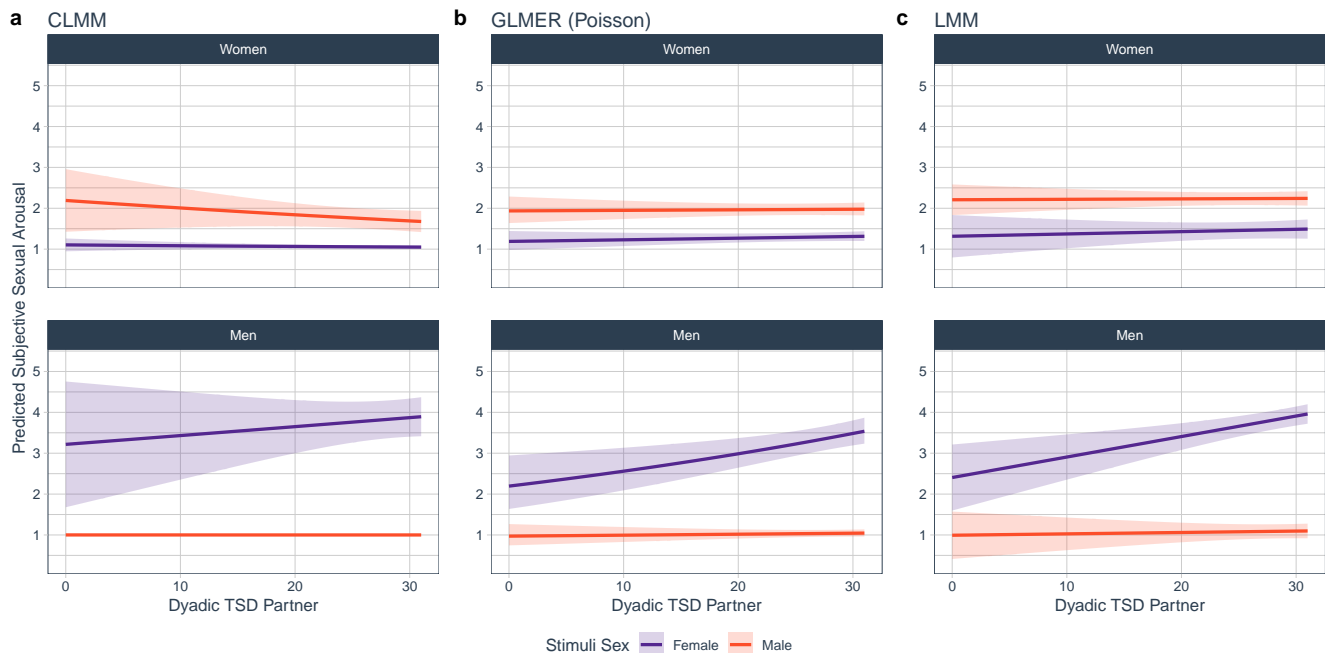 a CLMM
b GLMER (Poisson)
c LMM
Women
Women
Women
5
4
3
2
1
5
4
3
2
1
5
4
3
2
1
Predicted Subjective Sexual Arousal
Men
Men
Men
5
4
3
2
1
5
4
3
2
1
5
4
3
2
1
0 10 20 30
0 10 20 30
0 10 20 30
Dyadic TSD Partner
Dyadic TSD Partner
Dyadic TSD Partner
Stimuli Sex Female Male